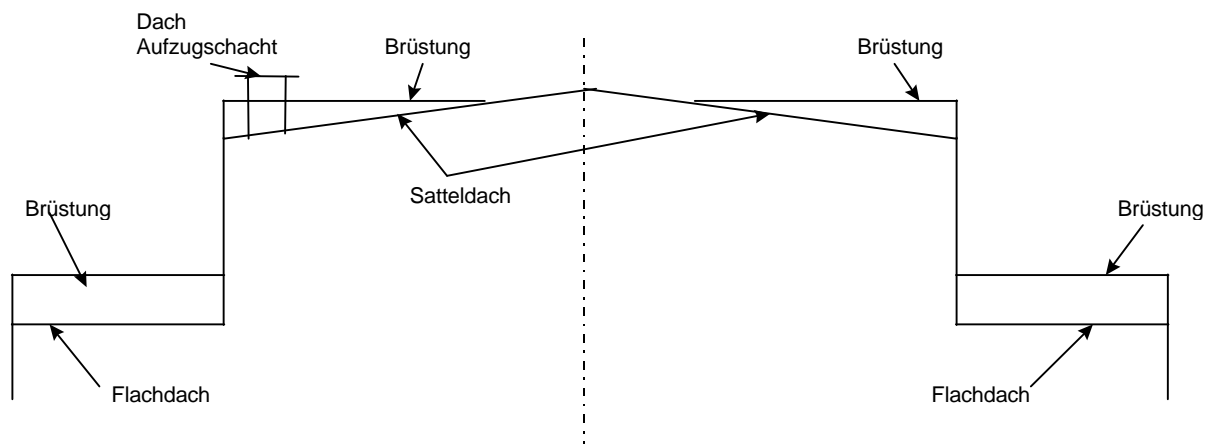 Dach
Aufzugschacht
Brüstung
Brüstung
Satteldach
Brüstung
Brüstung
Flachdach
Flachdach